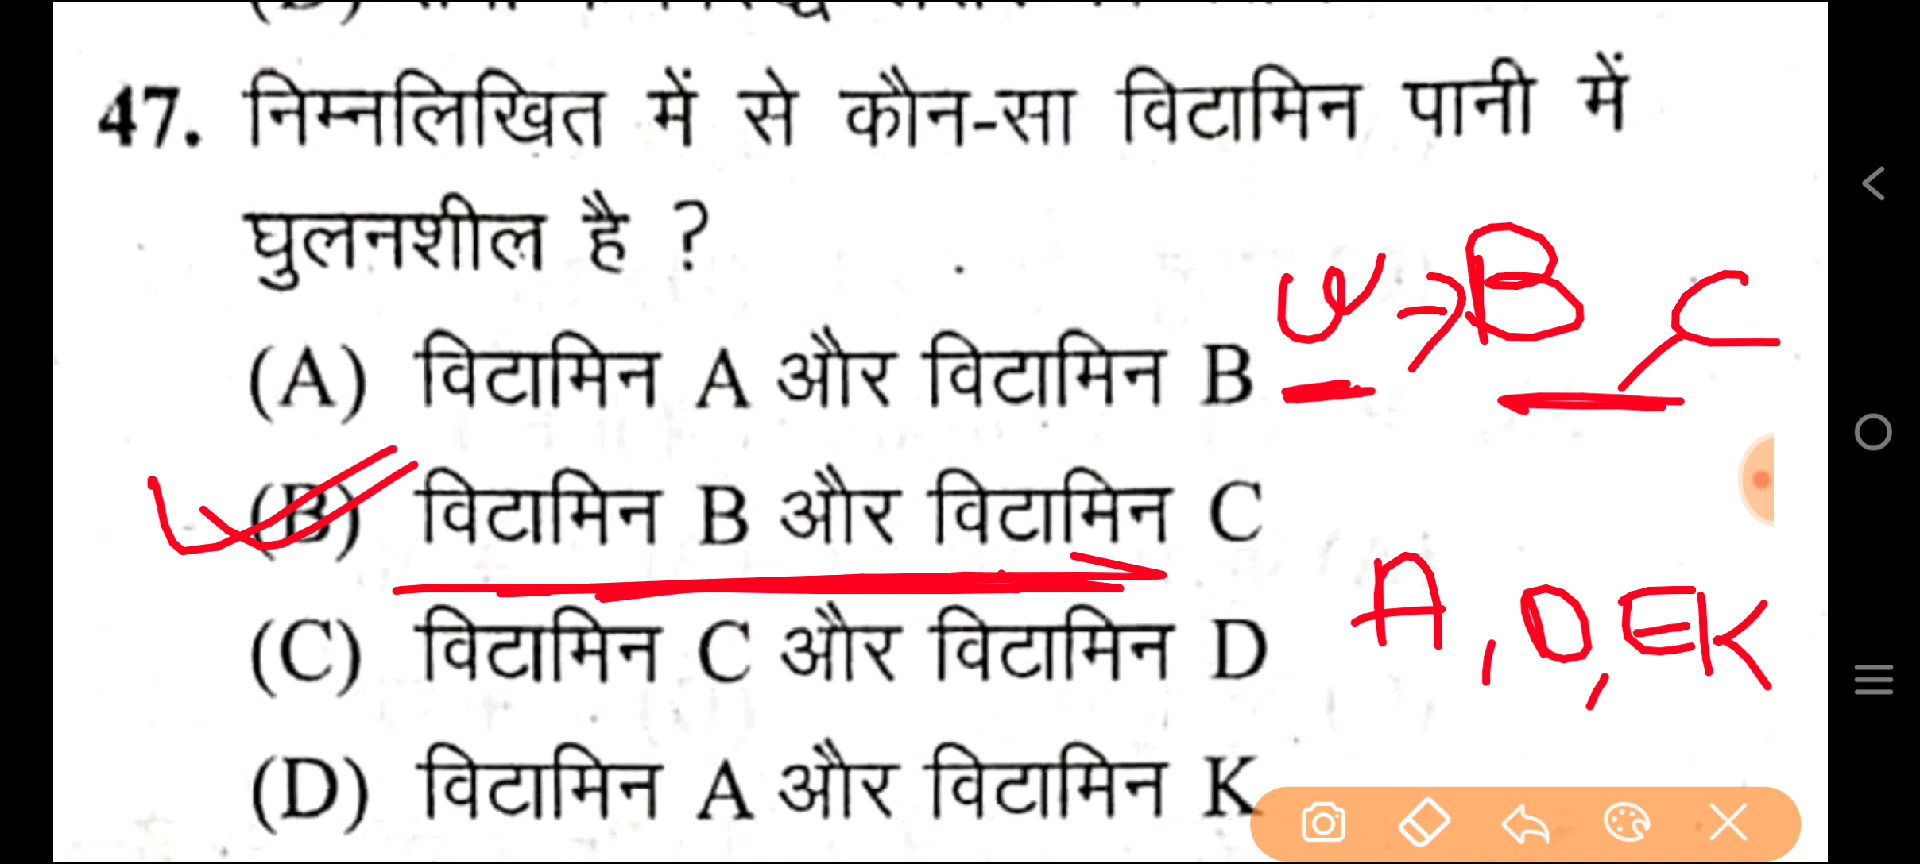 47. निम्नलिखित में से कौन-सा विटामिन पानी में
घुलनशील है ?
(A) विटामिन A और विटामिन B
W → B, C
(B) विटामिन B और विटामिन C
(C) विटामिन C और विटामिन D
A, D, E K
(D) विटामिन A और विटामिन K